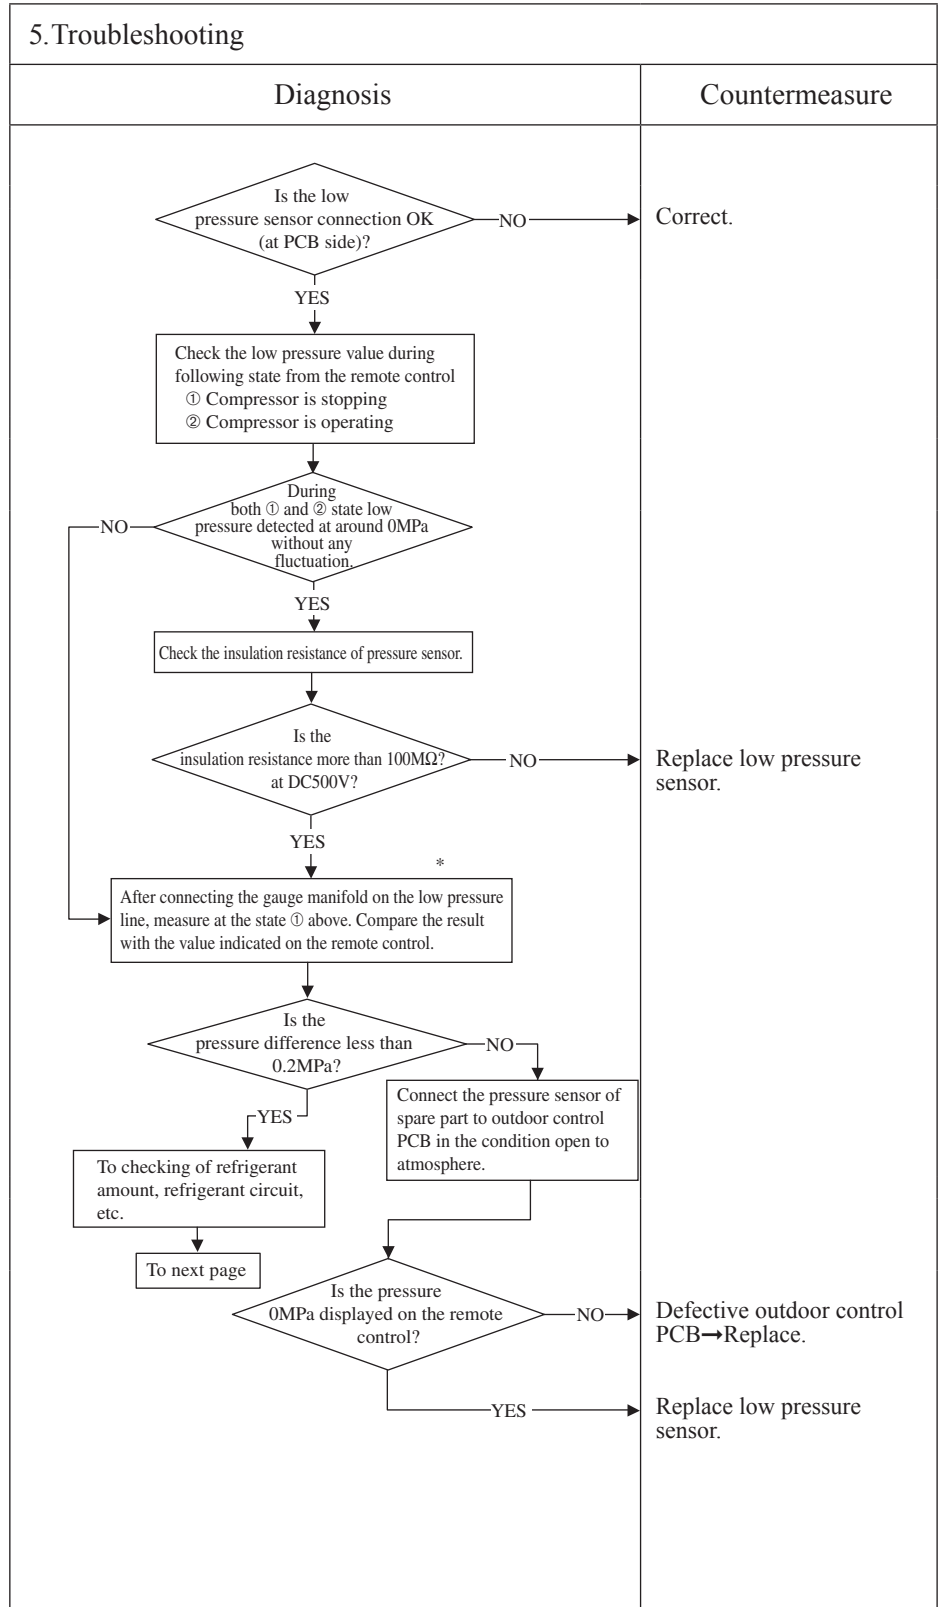 5.Troubleshooting
Diagnosis
Countermeasure
Is the low
pressure sensor connection OK
(at PCB side)?
NO
Correct.
YES
Check the low pressure value during
following state from the remote control
① Compressor is stopping
② Compressor is operating
During
both ① and ② state low
pressure detected at around 0MPa
without any
fluctuation.
NO
YES
Check the insulation resistance of pressure sensor.
Is the
insulation resistance more than 100MΩ?
at DC500V?
NO
Replace low pressure
sensor.
YES
*
After connecting the gauge manifold on the low pressure
line, measure at the state ① above. Compare the result
with the value indicated on the remote control.
Is the
pressure difference less than
0.2MPa?
NO
YES
Connect the pressure sensor of
spare part to outdoor control
PCB in the condition open to
atmosphere.
To checking of refrigerant
amount, refrigerant circuit,
etc.
To next page
Is the pressure
0MPa displayed on the remote
control?
NO
Defective outdoor control
PCB→Replace.
YES
Replace low pressure
sensor.